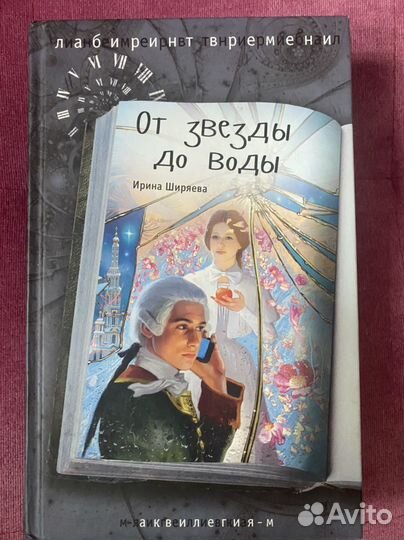 лабиринт времени
От звезды
до воды
Ирина Ширяева
аквилегия-м
Avito